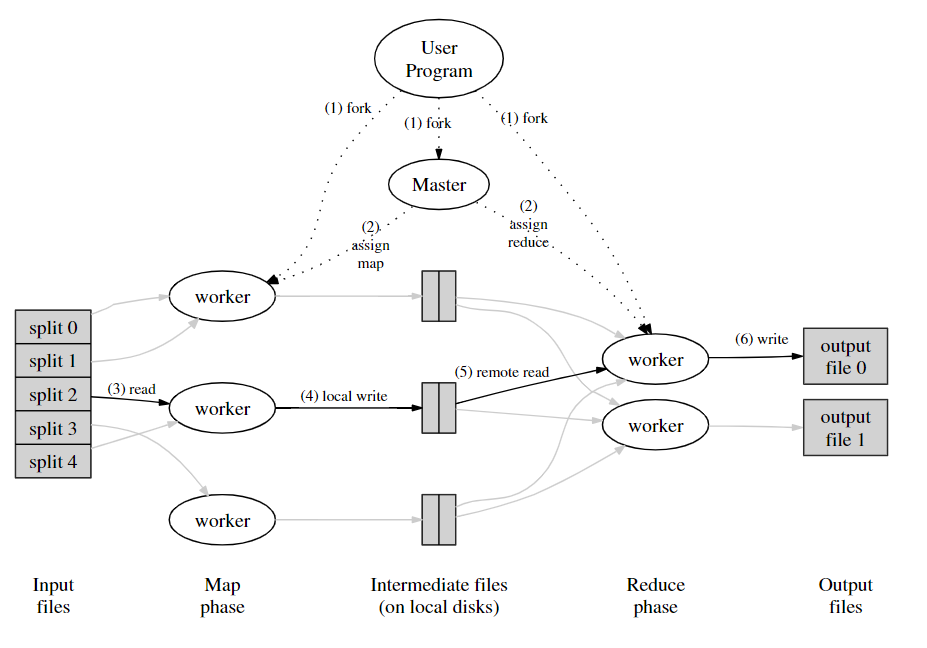 User
Program
(1) fork
(1) fork
(1) fork
Master
(2)
assign
map
(2)
assign
reduce
worker
split 0
split 1
split 2
split 3
split 4
(3) read
worker
(4) local write
(5) remote read
worker
(6) write
output
file 0
worker
output
file 1
worker
Input
files
Map
phase
Intermediate files
(on local disks)
Reduce
phase
Output
files